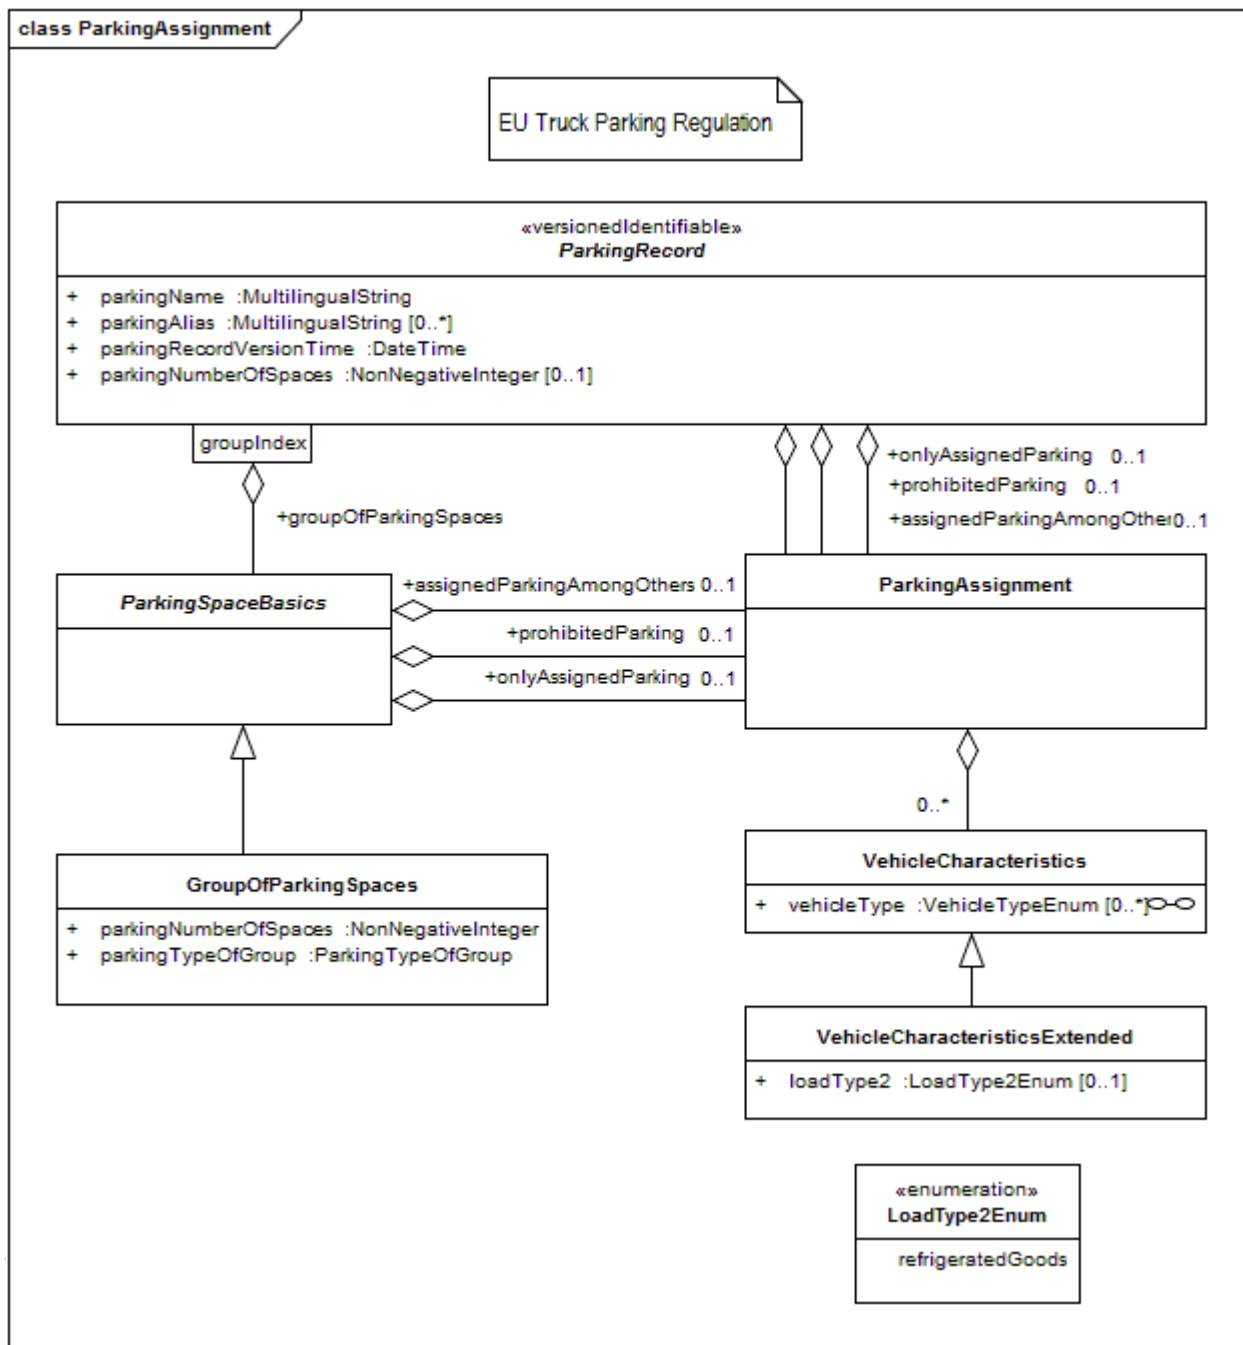 class ParkingAssignment
EU Truck Parking Regulation
«versionedIdentifiable»
ParkingRecord
+ parkingName :MultilingualString
+ parkingAlias :MultilingualString [0..*]
+ parkingRecordVersionTime :DateTime
+ parkingNumberOfSpaces :NonNegativeInteger [0..1]
groupIndex
+onlyAssignedParking 0..1
+prohibitedParking 0..1
+assignedParkingAmongOther 0..1
+groupOfParkingSpaces
ParkingSpaceBasics
+assignedParkingAmongOthers 0..1
+prohibitedParking 0..1
+onlyAssignedParking 0..1
ParkingAssignment
0..*
GroupOfParkingSpaces
+ parkingNumberOfSpaces :NonNegativeInteger
+ parkingTypeOfGroup :ParkingTypeOfGroup
VehicleCharacteristics
+ vehicleType :VehicleTypeEnum [0..*]
VehicleCharacteristicsExtended
+ loadType2 :LoadType2Enum [0..1]
«enumeration»
LoadType2Enum
refrigeratedGoods